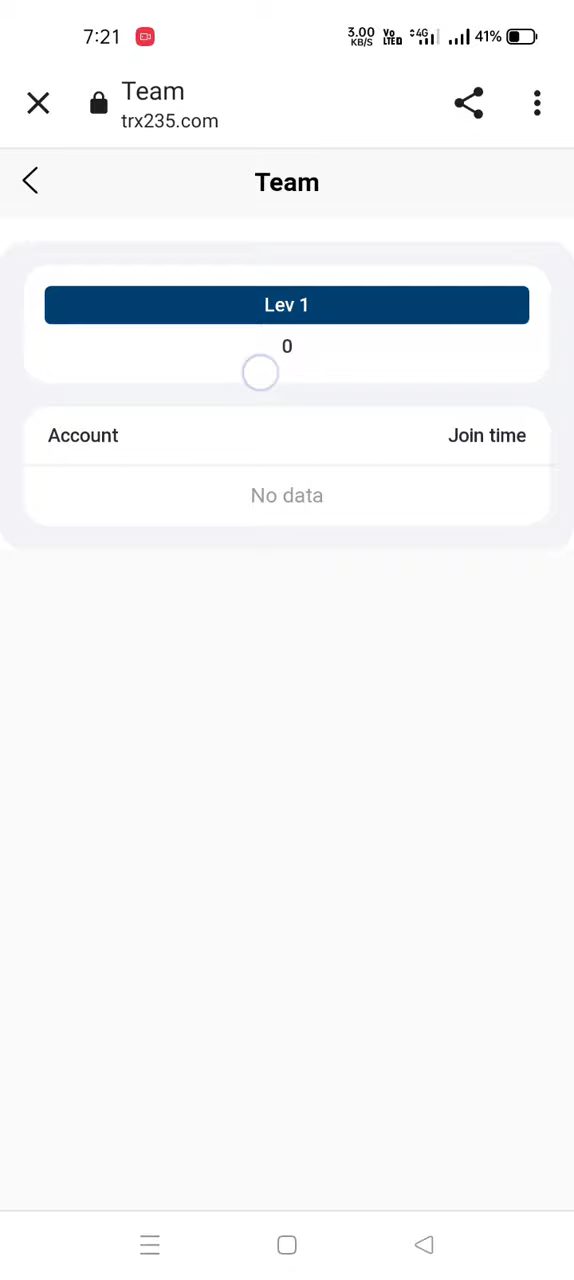 7:21 3.00 KB/S Vo LTED 4G 41%
Team
trx235.com
Team
Lev 1
0
Account Join time
No data